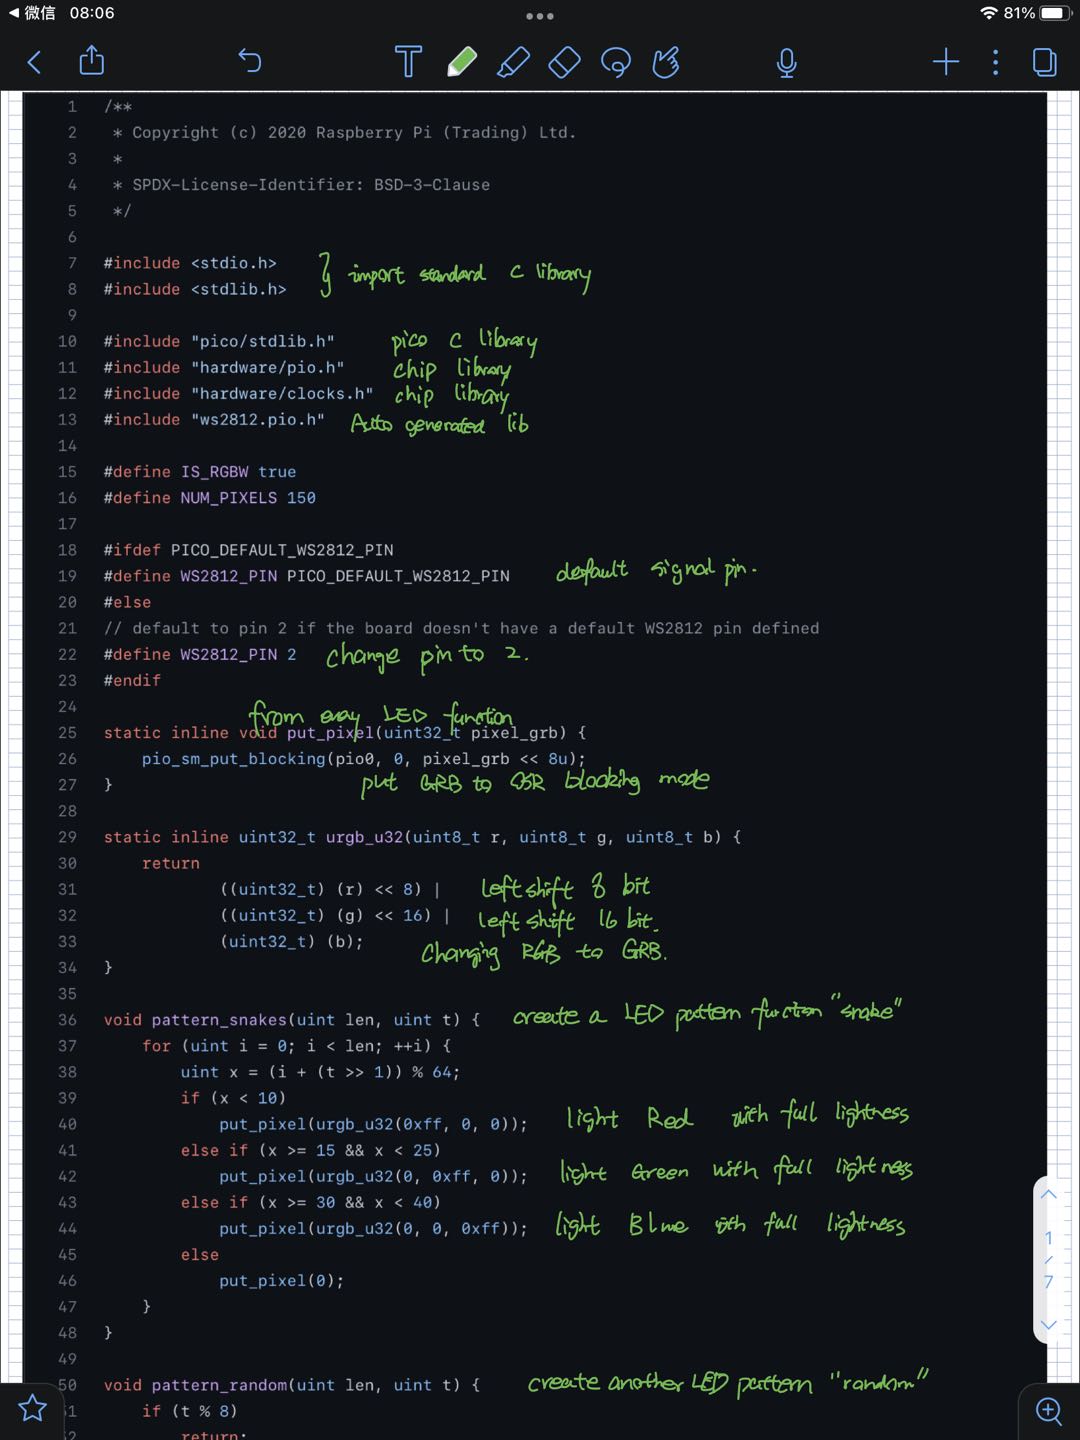 微信 08:06
81%
1 /**
2 * Copyright (c) 2020 Raspberry Pi (Trading) Ltd.
3 *
4 * SPDX-License-Identifier: BSD-3-Clause
5 */
6
7 #include <stdio.h>
} import standard C library
8 #include <stdlib.h>
9
10 #include "pico/stdlib.h" pico C library
11 #include "hardware/pio.h" chip library
12 #include "hardware/clocks.h" chip library
13 #include "ws2812.pio.h" Auto generated lib
14
15 #define IS_RGBW true
16 #define NUM_PIXELS 150
17
18 #ifdef PICO_DEFAULT_WS2812_PIN
19 #define WS2812_PIN PICO_DEFAULT_WS2812_PIN default signal pin.
20 #else
21 // default to pin 2 if the board doesn't have a default WS2812 pin defined
22 #define WS2812_PIN 2 change pin to 2.
23 #endif
24
from LED function
25 static inline void put_pixel(uint32_t pixel_grb) {
26 pio_sm_put_blocking(pio0, 0, pixel_grb << 8u);
27 } put GRB to OSR blocking mode
28
29 static inline uint32_t urgb_u32(uint8_t r, uint8_t g, uint8_t b) {
30 return
31 ((uint32_t) (r) << 8) | left shift 8 bit
32 ((uint32_t) (g) << 16) | left shift 16 bit.
33 (uint32_t) (b); Changing RGB to GRB.
34 }
35
36 void pattern_snakes(uint len, uint t) { create a LED pattern function "snake"
37 for (uint i = 0; i < len; ++i) {
38 uint x = (i + (t >> 1)) % 64;
39 if (x < 10)
40 put_pixel(urgb_u32(0xff, 0, 0)); light Red with full lightness
41 else if (x >= 15 && x < 25)
42 put_pixel(urgb_u32(0, 0xff, 0)); light Green with full lightness
43 else if (x >= 30 && x < 40)
44 put_pixel(urgb_u32(0, 0, 0xff)); light Blue with full lightness
45 else
46 put_pixel(0);
47 }
48 }
49
50 void pattern_random(uint len, uint t) { create another LED pattern "random"
51 if (t % 8)
52 return;
1
/
7